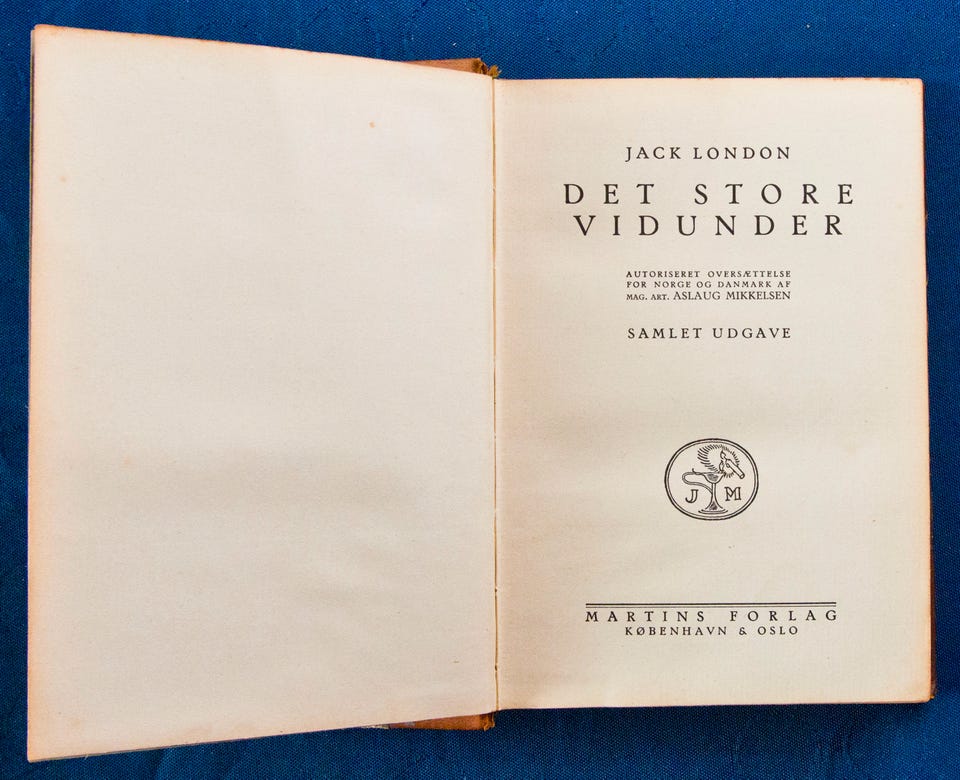 JACK LONDON
DET STORE
VIDUNDER
AUTORISERET OVERSÆTTELSE
FOR NORGE OG DANMARK AF
MAG. ART. ASLAUG MIKKELSEN
SAMLET UDGAVE
J M
MARTINS FORLAG
KØBENHAVN & OSLO